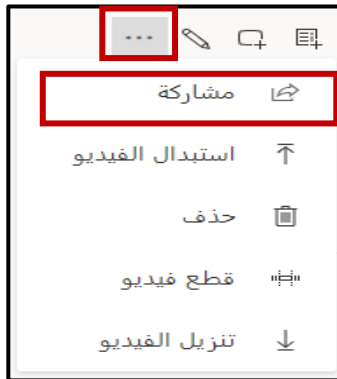 مشاركة
استبدال الفيديو
حذف
قطع فيديو
تنزيل الفيديو